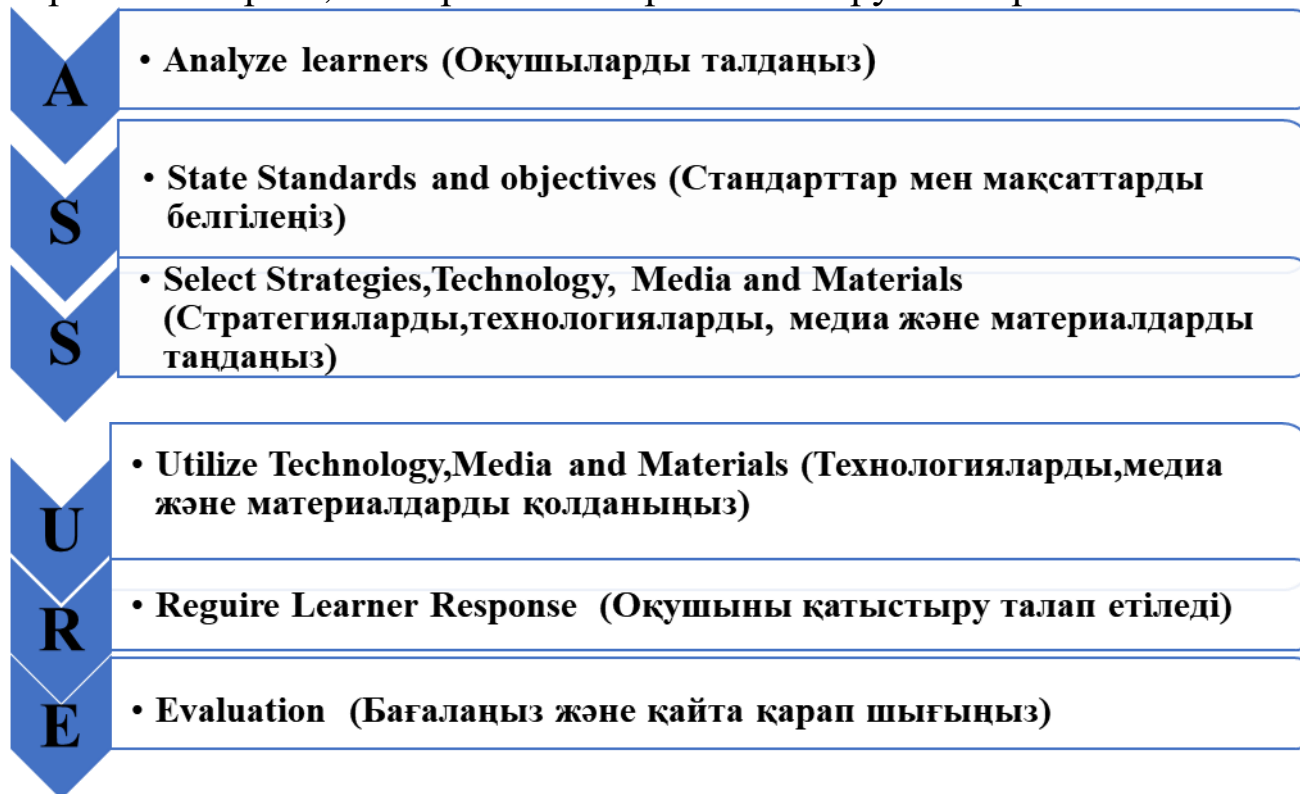 A
• Analyze learners (Оқушыларды талдаңыз)
S
• State Standards and objectives (Стандарттар мен мақсаттарды
белгілеңіз)
S
• Select Strategies,Technology, Media and Materials
(Стратегияларды,технологияларды, медиа және материалдарды
таңдаңыз)
U
• Utilize Technology,Media and Materials (Технологияларды,медиа
және материалдарды қолданыңыз)
R
• Reguire Learner Response (Оқушыны қатыстыру талап етіледі)
E
• Evaluation (Бағалаңыз және қайта қарап шығыңыз)